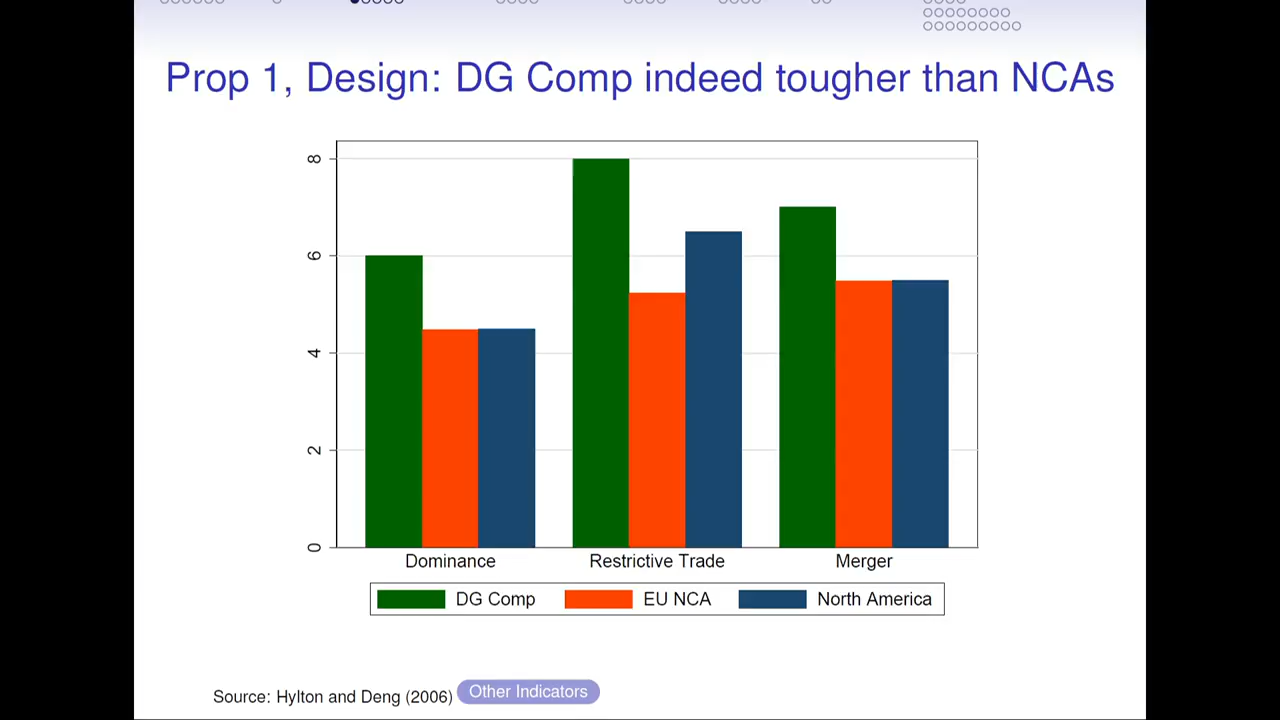 Prop 1, Design: DG Comp indeed tougher than NCAs
8
6
4
2
0
Dominance Restrictive Trade Merger
DG Comp EU NCA North America
Source: Hylton and Deng (2006) Other Indicators